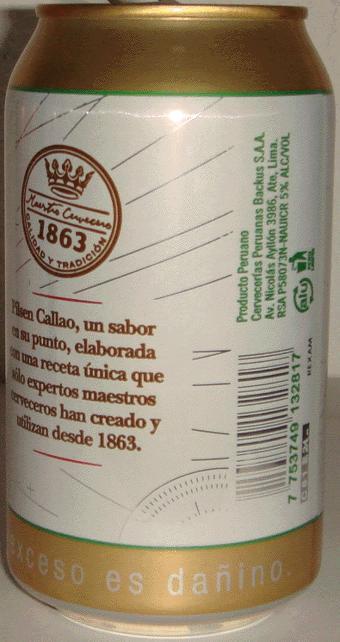 Maestro Cervecero
1863
CALIDAD Y TRADICIÓN
Pilsen Callao, un sabor
en su punto, elaborada
con una receta única que
sólo expertos maestros
cerveceros han creado y
utilizan desde 1863.
Producto Peruano
Cervecerías Peruanas Backus S.A.A.
Av. Nicolás Ayllón 3986, Ate, Lima.
RSA P58073N-NAUICR 5% ALC/VOL
alu
REXAM
7 753749 132817
exceso es dañino.